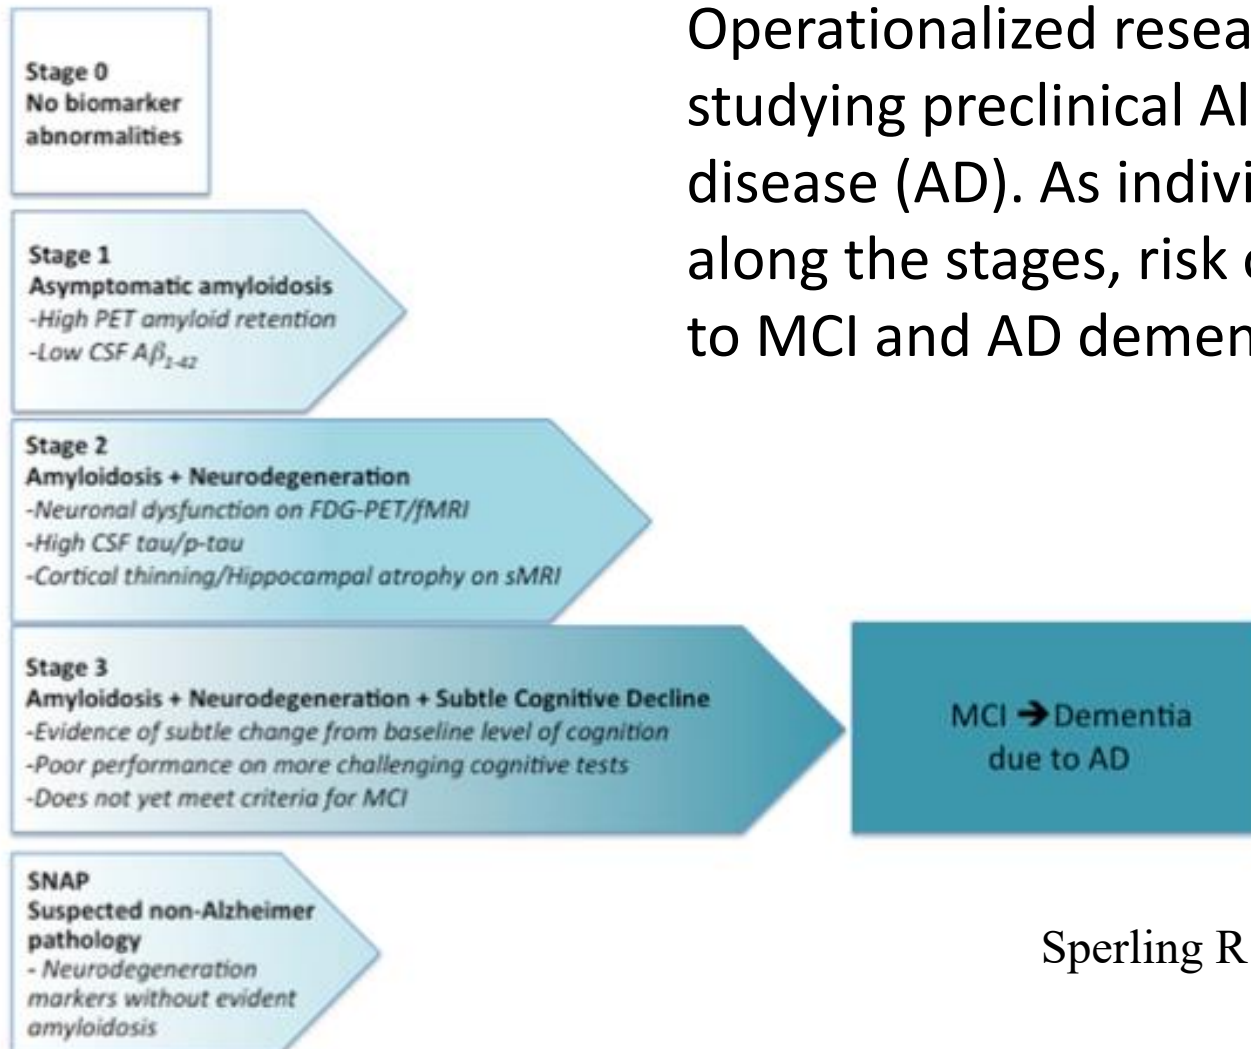 Stage 0
No biomarker
abnormalities
Stage 1
Asymptomatic amyloidosis
-High PET amyloid retention
-Low CSF Aβ1-42
Stage 2
Amyloidosis + Neurodegeneration
-Neuronal dysfunction on FDG-PET/fMRI
-High CSF tau/p-tau
-Cortical thinning/Hippocampal atrophy on sMRI
Stage 3
Amyloidosis + Neurodegeneration + Subtle Cognitive Decline
-Evidence of subtle change from baseline level of cognition
-Poor performance on more challenging cognitive tests
-Does not yet meet criteria for MCI
MCI ➔ Dementia
due to AD
SNAP
Suspected non-Alzheimer
pathology
- Neurodegeneration
markers without evident
amyloidosis
Operationalized
studying preclinical
disease (AD). As
along the stages, risk
to MCI and AD
Sperling R